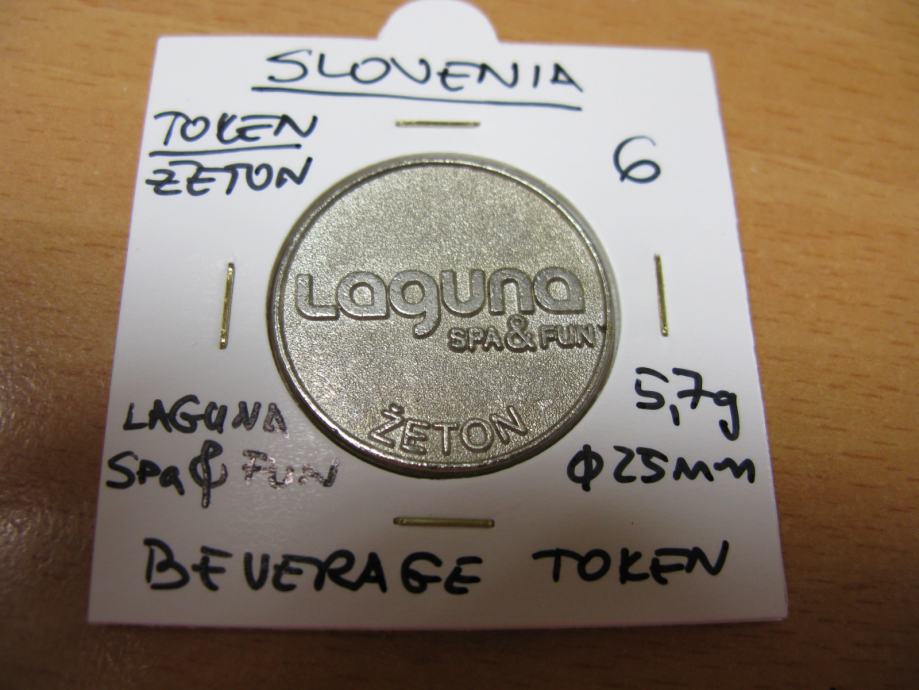 SLOVENIA
TOKEN
ŽETON
6
Laguna
SPA & FUN
ŽETON
LAGUNA
SPA & FUN
5,7g
φ25mm
BEVERAGE TOKEN